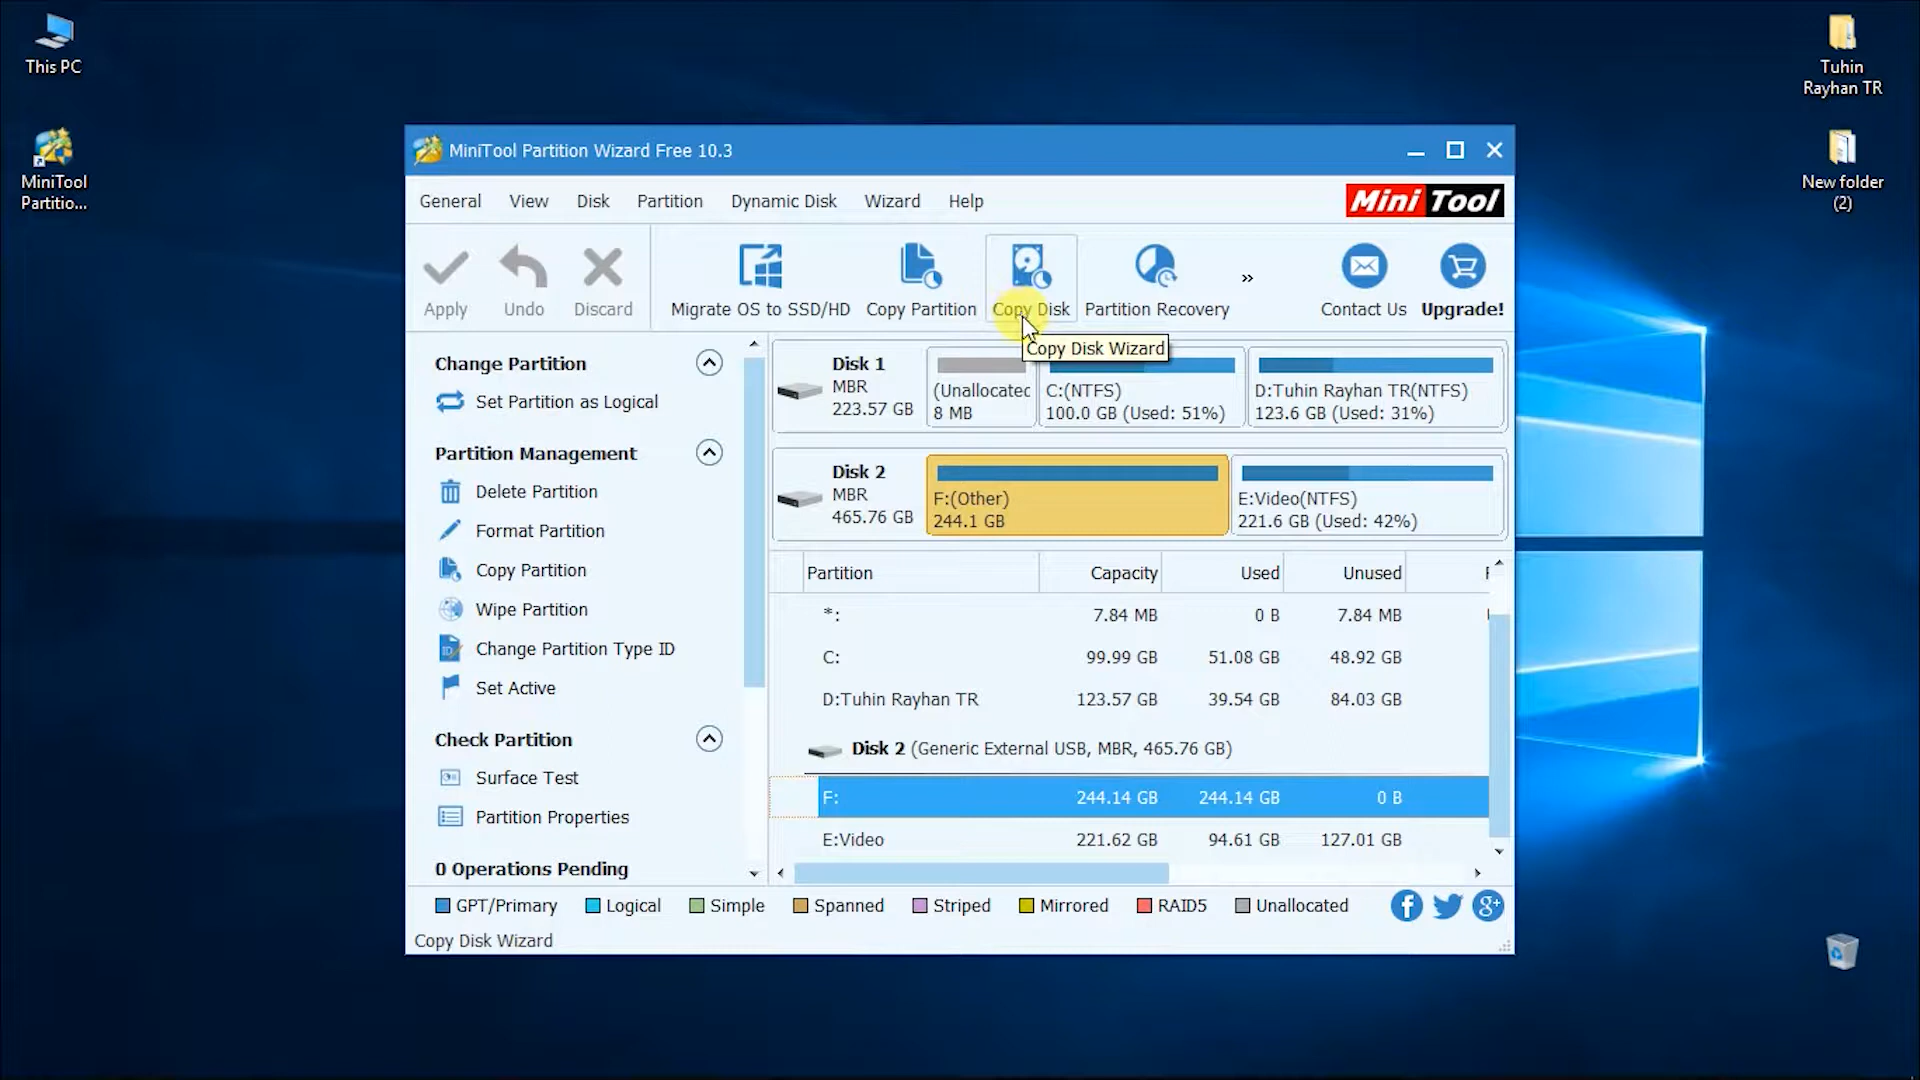 This PC
MiniTool
Partitio...
Tuhin
Rayhan TR
New folder
(2)
MiniTool Partition Wizard Free 10.3
General View Disk Partition Dynamic Disk Wizard Help
Mini Tool
Apply Undo Discard Migrate OS to SSD/HD Copy Partition Copy Disk Partition Recovery » Contact Us Upgrade!
Copy Disk Wizard
Change Partition
Set Partition as Logical
Partition Management
Delete Partition
Format Partition
Copy Partition
Wipe Partition
Change Partition Type ID
Set Active
Check Partition
Surface Test
Partition Properties
0 Operations Pending
Disk 1
MBR
223.57 GB
(Unallocated
8 MB
C:(NTFS)
100.0 GB (Used: 51%)
D:Tuhin Rayhan TR(NTFS)
123.6 GB (Used: 31%)
Disk 2
MBR
465.76 GB
F:(Other)
244.1 GB
E:Video(NTFS)
221.6 GB (Used: 42%)
Partition Capacity Used Unused
*: 7.84 MB 0 B 7.84 MB
C: 99.99 GB 51.08 GB 48.92 GB
D:Tuhin Rayhan TR 123.57 GB 39.54 GB 84.03 GB
Disk 2 (Generic External USB, MBR, 465.76 GB)
F: 244.14 GB 244.14 GB 0 B
E:Video 221.62 GB 94.61 GB 127.01 GB
GPT/Primary Logical Simple Spanned Striped Mirrored RAID5 Unallocated
Copy Disk Wizard